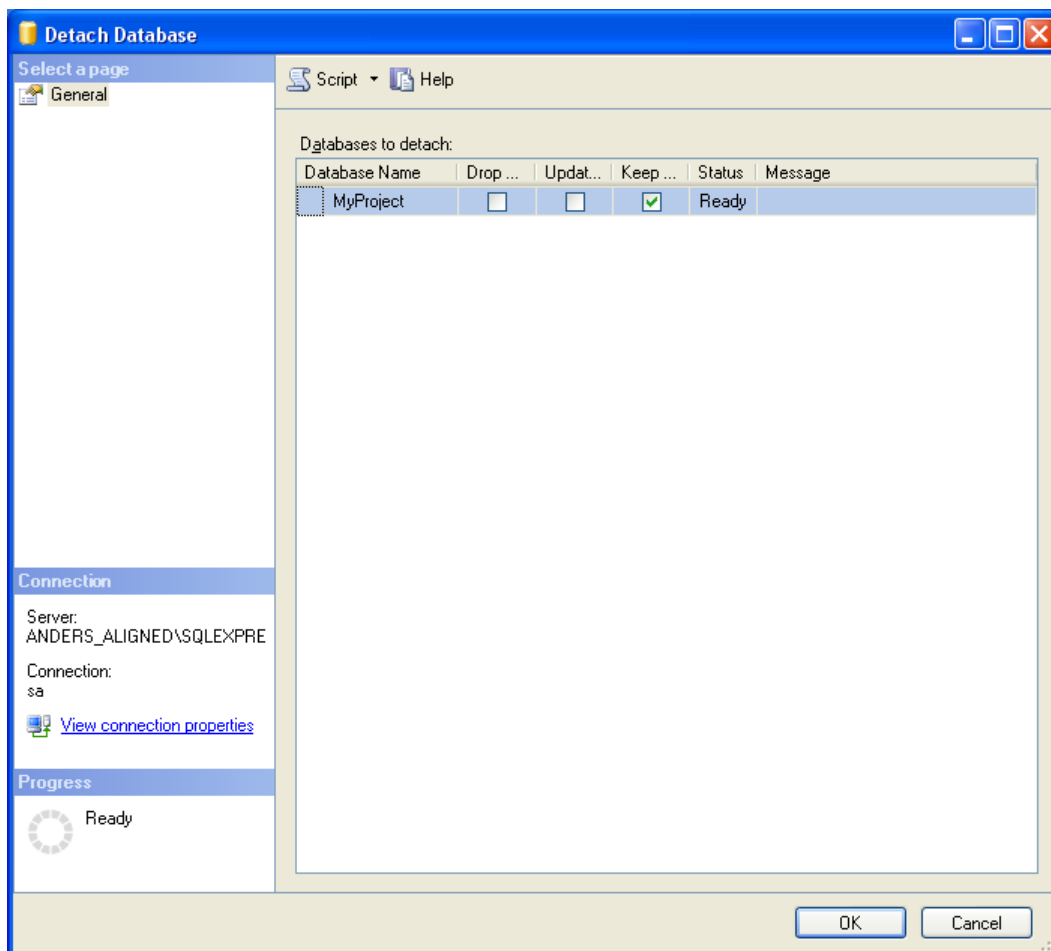 Detach Database
Select a page
General
Script Help
Databases to detach:
Database Name Drop ... Updat... Keep ... Status Message
MyProject Ready
Connection
Server:
ANDERS_ALIGNED\SQLEXPRE
Connection:
sa
View connection properties
Progress
Ready
OK Cancel